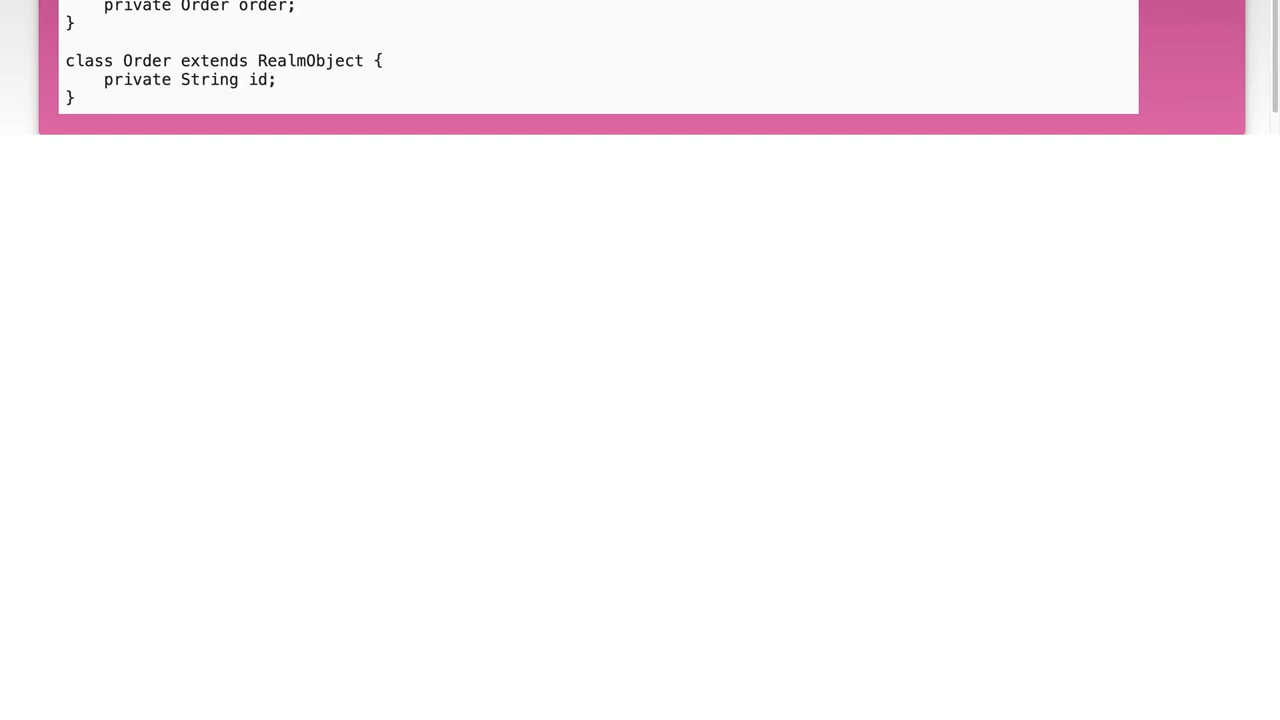 private Order order;
}
class Order extends RealmObject {
private String id;
}